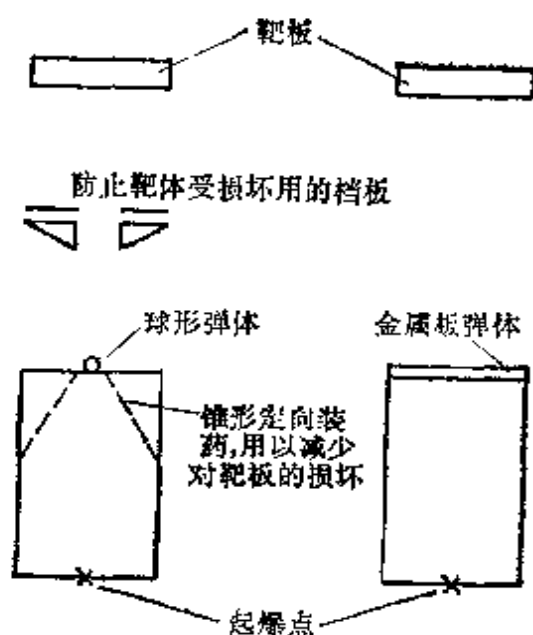 靶板
防止靶体受损坏用的档板
球形弹体
金属板弹体
锥形定向装
药,用以减少
对靶板的损坏
起爆点